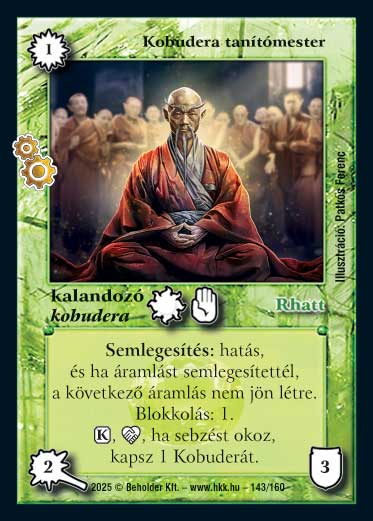 1
Kobudera tanítómester
Illusztráció: Patkós Ferenc
kalandozó
kobudera
Rhatt
Semlegesítés: hatás,
és ha áramlást semlegesítettél,
a következő áramlás nem jön létre.
Blokkolás: 1.
K, , ha sebzést okoz,
kapsz 1 Kobuderát.
2
3
2025 © Beholder Kft. – www.hkk.hu – 143/160